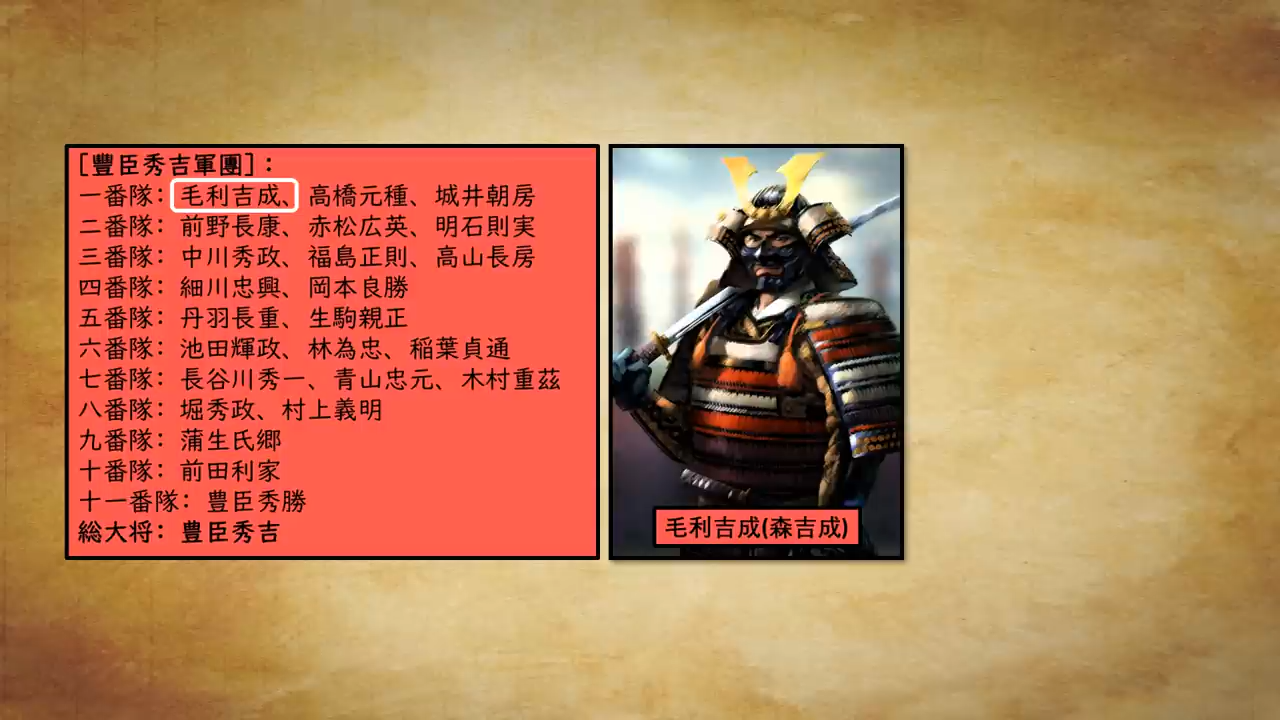 [豐臣秀吉軍團]：
一番隊：毛利吉成、高橋元種、城井朝房
二番隊：前野長康、赤松広英、明石則実
三番隊：中川秀政、福島正則、高山長房
四番隊：細川忠興、岡本良勝
五番隊：丹羽長重、生駒親正
六番隊：池田輝政、林為忠、稲葉貞通
七番隊：長谷川秀一、青山忠元、木村重茲
八番隊：堀秀政、村上義明
九番隊：蒲生氏郷
十番隊：前田利家
十一番隊：豊臣秀勝
総大将：豊臣秀吉
毛利吉成(森吉成)